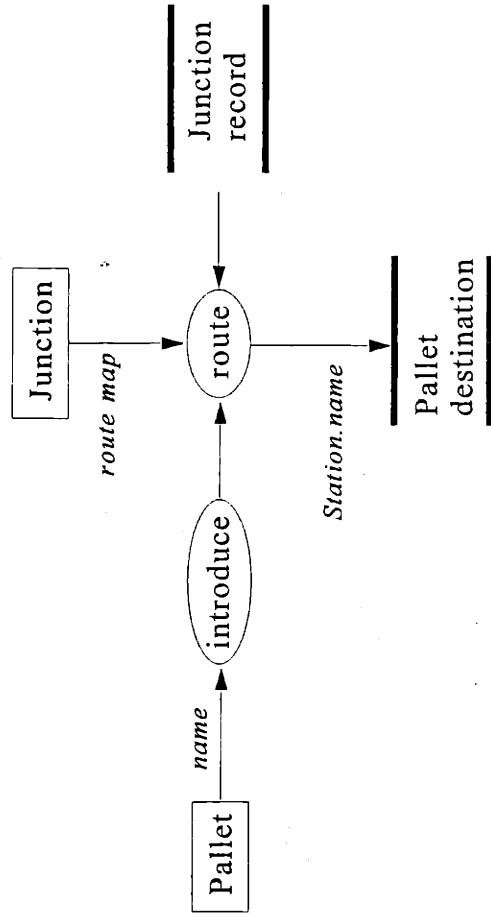 Junction
route map
Junction
record
Pallet
name
introduce
route
Station.name
Pallet
destination